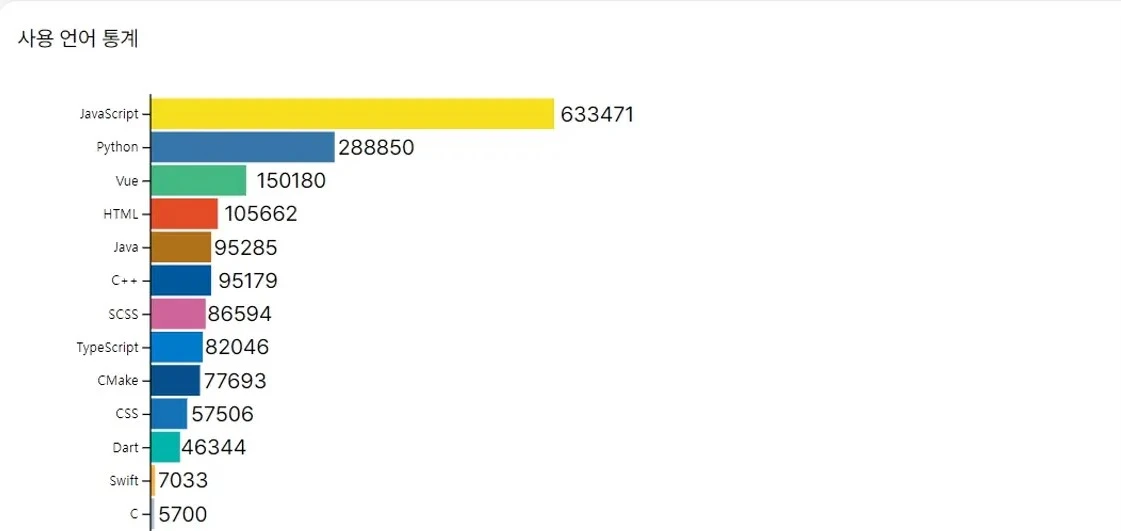 사용 언어 통계
JavaScript 633471
Python 288850
Vue 150180
HTML 105662
Java 95285
C++ 95179
SCSS 86594
TypeScript 82046
CMake 77693
CSS 57506
Dart 46344
Swift 7033
C 5700